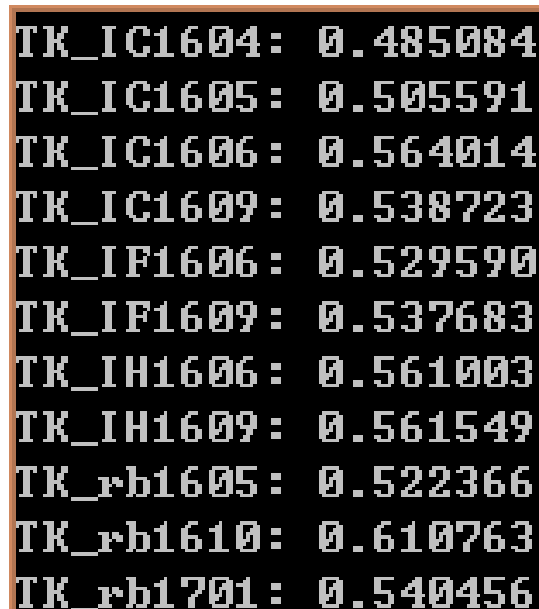 TK_IC1604: 0.485084
TK_IC1605: 0.505591
TK_IC1606: 0.564014
TK_IC1609: 0.538723
TK_IF1606: 0.529590
TK_IF1609: 0.537683
TK_IH1606: 0.561003
TK_IH1609: 0.561549
TK_rb1605: 0.522366
TK_rb1610: 0.610763
TK_rb1701: 0.540456